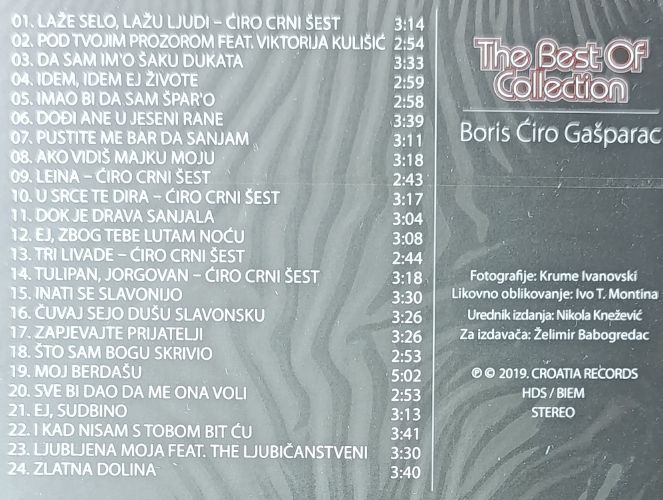 01. LAŽE SELO, LAŽU LJUDI – ĆIRO CRNI ŠEST 3:14
02. POD TVOJIM PROZOROM FEAT. VIKTORIJA KULIŠIĆ 2:54
03. DA SAM IM'O ŠAKU DUKATA 3:33
04. IDEM, IDEM EJ ŽIVOTE 2:59
05. IMAO BI DA SAM ŠPAR'O 2:58
06. DOĐI ANE U JESENI RANE 3:39
07. PUSTITE ME BAR DA SANJAM 3:11
08. AKO VIDIŠ MAJKU MOJU 3:18
09. LEINA – ĆIRO CRNI ŠEST 2:43
10. U SRCE TE DIRA – ĆIRO CRNI ŠEST 3:17
11. DOK JE DRAVA SANJALA 3:04
12. EJ, ZBOG TEBE LUTAM NOĆU 3:08
13. TRI LIVADE – ĆIRO CRNI ŠEST 2:44
14. TULIPAN, JORGOVAN – ĆIRO CRNI ŠEST 3:18
15. INATI SE SLAVONIJO 3:30
16. ČUVAJ SEJO DUŠU SLAVONSKU 3:26
17. ZAPJEVAJTE PRIJATELJI 3:26
18. ŠTO SAM BOGU SKRIVIO 2:53
19. MOJ BERDAŠU 5:02
20. SVE BI DAO DA ME ONA VOLI 2:53
21. EJ, SUDBINO 3:13
22. I KAD NISAM S TOBOM BIT ĆU 3:41
23. LJUBLJENA MOJA FEAT. THE LJUBIČANSTVENI 3:30
24. ZLATNA DOLINA 3:40
The Best Of
Collection
Boris Ćiro Gašparac
Fotografije: Krume Ivanovski
Likovno oblikovanje: Ivo T. Montina
Urednik izdanja: Nikola Knežević
Za izdavača: Želimir Babogredac
℗ © 2019. CROATIA RECORDS
HDS / BIEM
STEREO